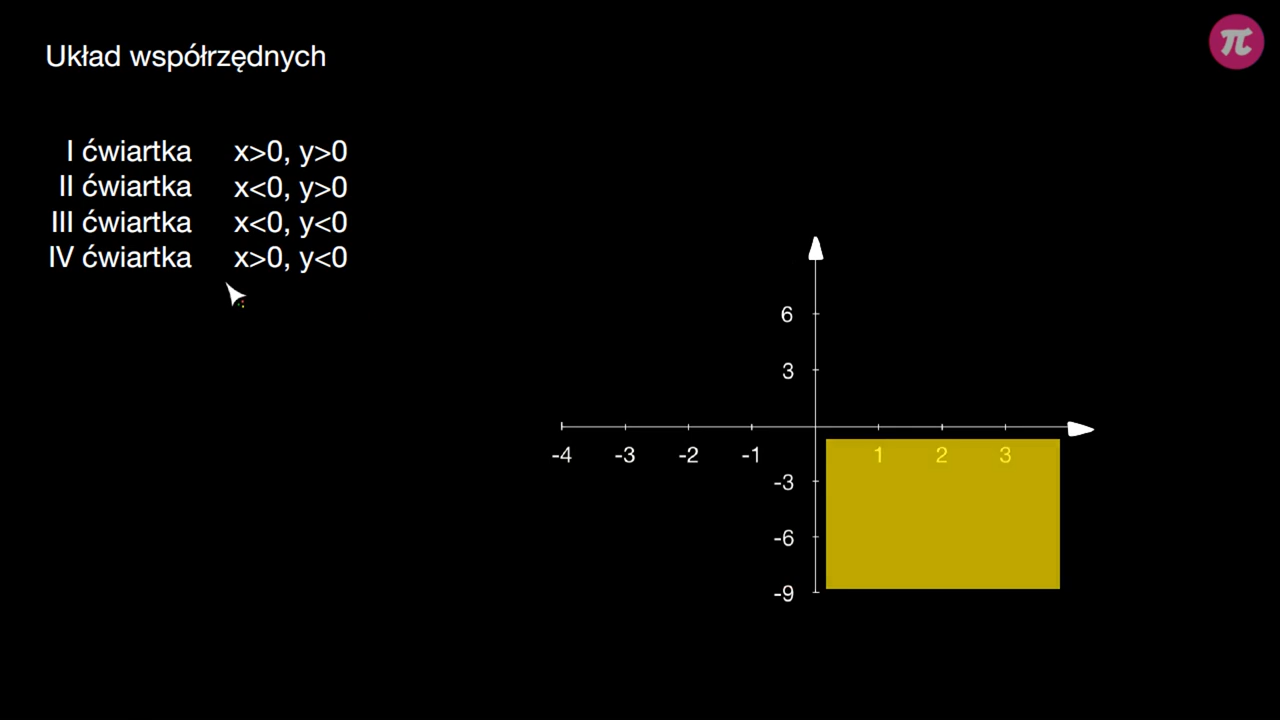 Układ współrzędnych
I ćwiartka x>0, y>0
II ćwiartka x<0, y>0
III ćwiartka x<0, y<0
IV ćwiartka x>0, y<0
6
3
-4 -3 -2 -1 1 2 3
-3
-6
-9
π